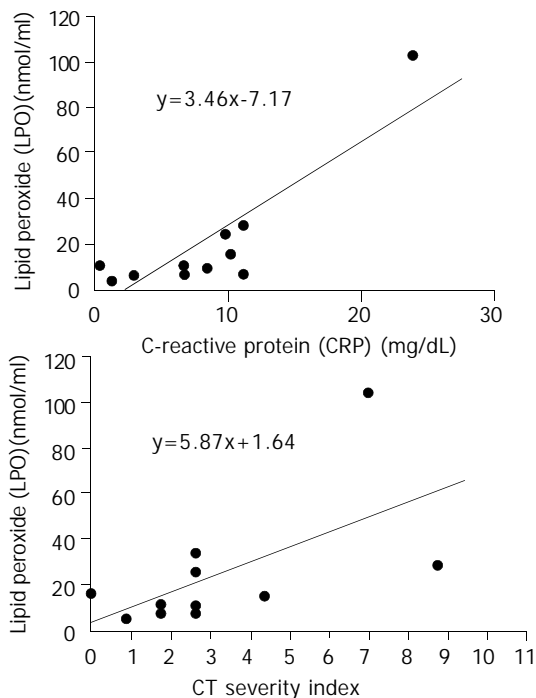 120
100
80
60
40
20
0
Lipid peroxide (LPO)(nmol/ml)
y=3.46x-7.17
0 10 20 30
C-reactive protein (CRP) (mg/dL)
120
100
80
60
40
20
0
Lipid peroxide (LPO)(nmol/ml)
y=5.87x+1.64
0 1 2 3 4 5 6 7 8 9 10 11
CT severity index